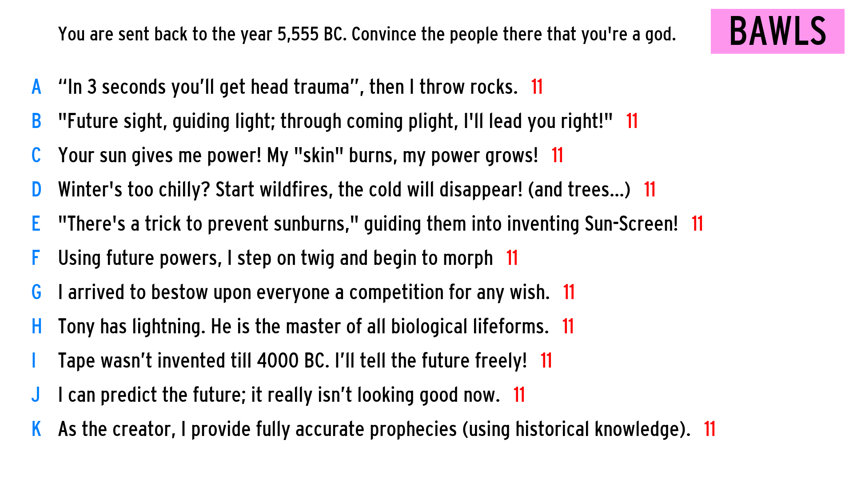 You are sent back to the year 5,555 BC. Convince the people there that you're a god.
BAWLS
A “In 3 seconds you’ll get head trauma”, then I throw rocks. 11
B "Future sight, guiding light; through coming plight, I'll lead you right!" 11
C Your sun gives me power! My "skin" burns, my power grows! 11
D Winter's too chilly? Start wildfires, the cold will disappear! (and trees...) 11
E "There's a trick to prevent sunburns," guiding them into inventing Sun-Screen! 11
F Using future powers, I step on twig and begin to morph 11
G I arrived to bestow upon everyone a competition for any wish. 11
H Tony has lightning. He is the master of all biological lifeforms. 11
I Tape wasn’t invented till 4000 BC. I’ll tell the future freely! 11
J I can predict the future; it really isn’t looking good now. 11
K As the creator, I provide fully accurate prophecies (using historical knowledge). 11